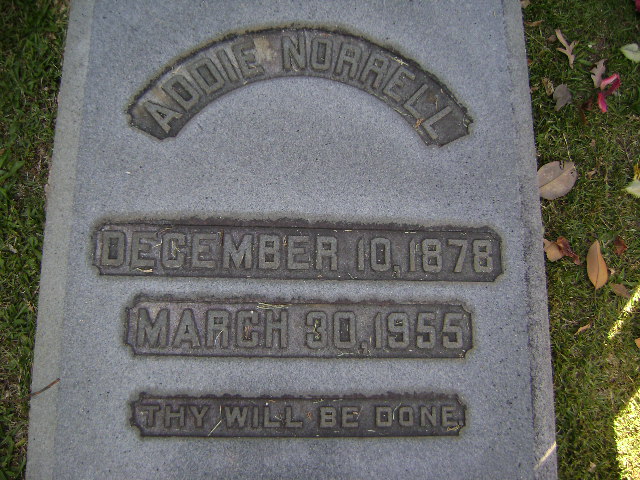 ADDIE NORRELL
DECEMBER 10, 1878
MARCH 30, 1955
THY WILL BE DONE